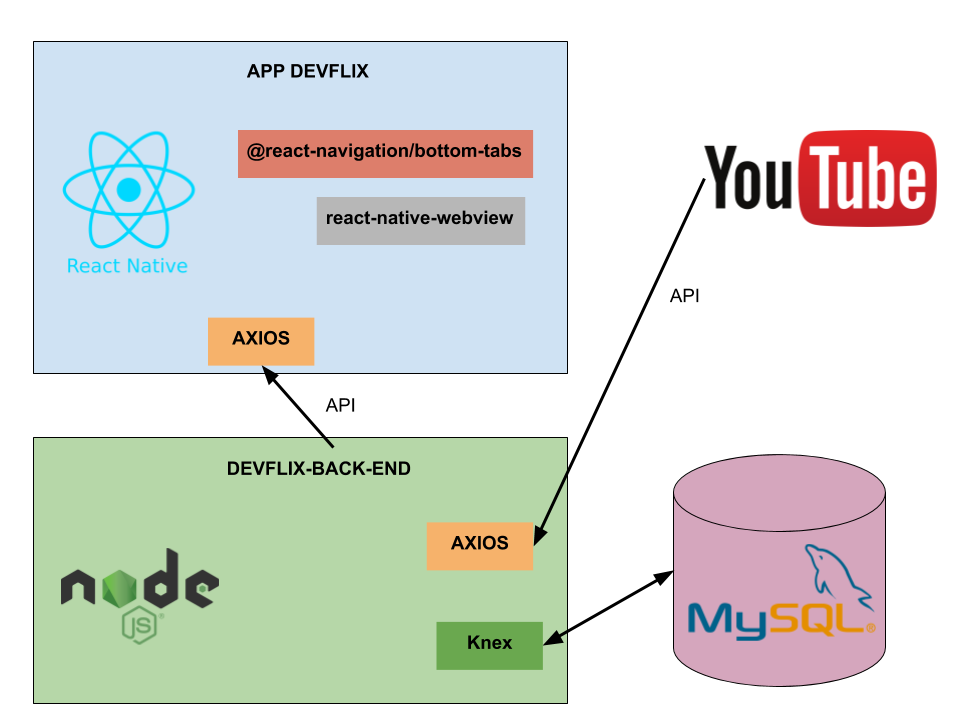 APP DEVFLIX
@react-navigation/bottom-tabs
react-native-webview
React Native
AXIOS
YouTube
API
API
DEVFLIX-BACK-END
AXIOS
node
JS
Knex
MySQL®